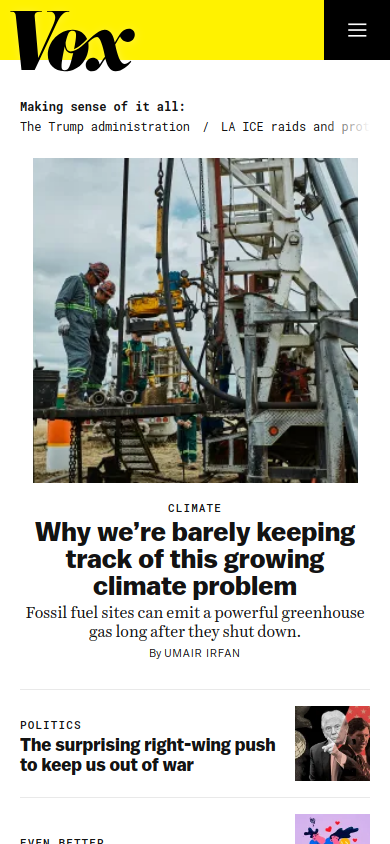 Vox
Making sense of it all:
The Trump administration / LA ICE raids and
CLIMATE
Why we're barely keeping
track of this growing
climate problem
Fossil fuel sites can emit a powerful greenhouse
gas long after they shut down.
By UMAIR IRFAN
POLITICS
The surprising right-wing push
to keep us out of war
EVEN BETTER